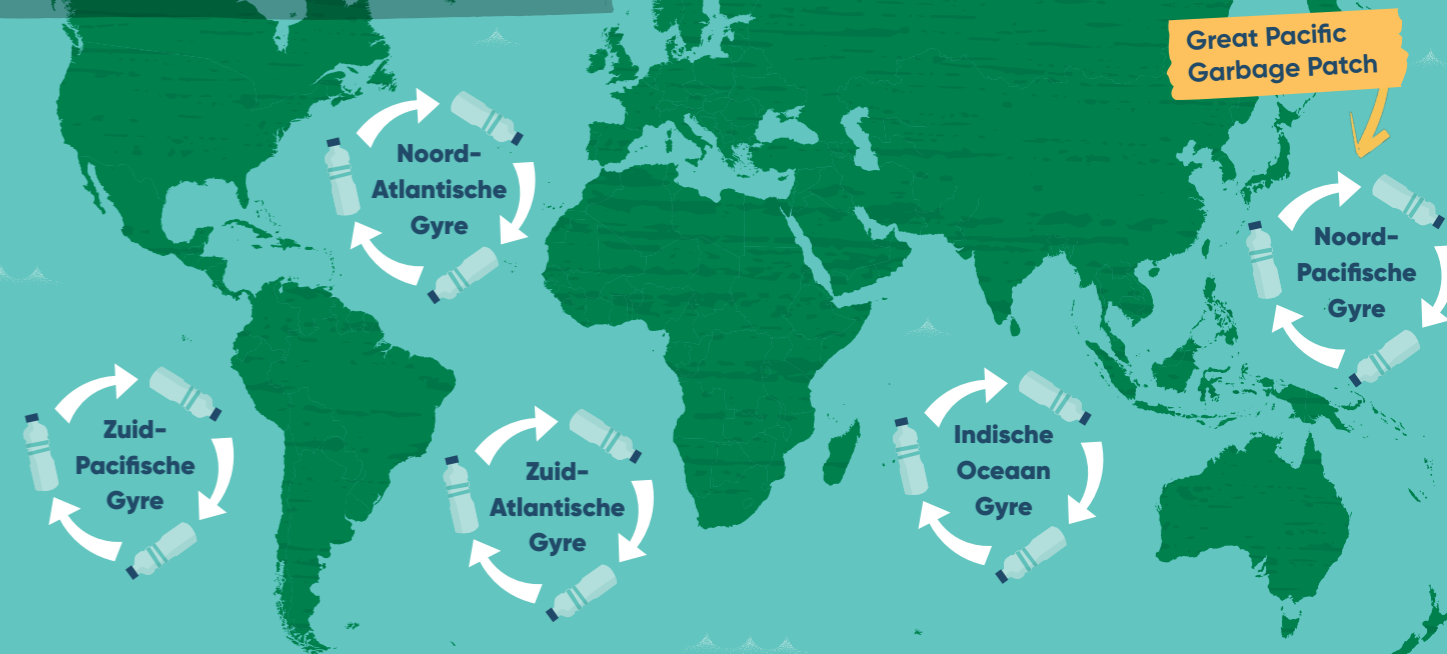 Great Pacific
Garbage Patch
Noord-
Atlantische
Gyre
Noord-
Pacifische
Gyre
Zuid-
Pacifische
Gyre
Zuid-
Atlantische
Gyre
Indische
Oceaan
Gyre